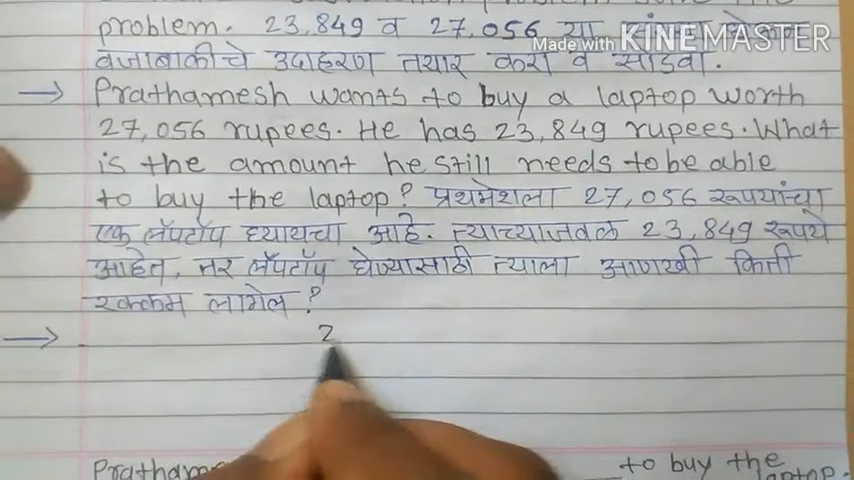 problem. 23,849 व 27,056 या
Made with KINEMASTER
वजाबाकीचे उदाहरण तयार करा व सोडवा.
→ Prathamesh wants to buy a laptop worth
27,056 rupees. He has 23,849 rupees. What
is the amount he still needs to be able
to buy the laptop? प्रथमेशला 27,056 रूपयांचा
एक लॅपटॉप घ्यायचा आहे. त्याच्याजवळ 23,849 रूपये
आहेत, तर लॅपटॉप घेण्यासाठी त्याला आणखी किती
रक्कम लागेल?
→ 2
to buy the
laptop.